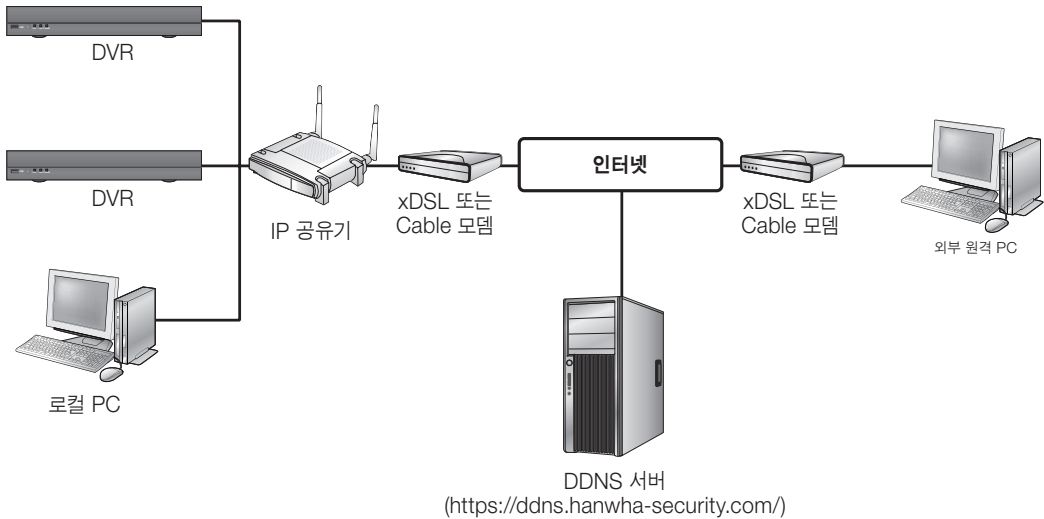 DVR
DVR
IP 공유기
xDSL 또는
Cable 모뎀
인터넷
xDSL 또는
Cable 모뎀
외부 원격 PC
로컬 PC
DDNS 서버
(https://ddns.hanwha-security.com/)